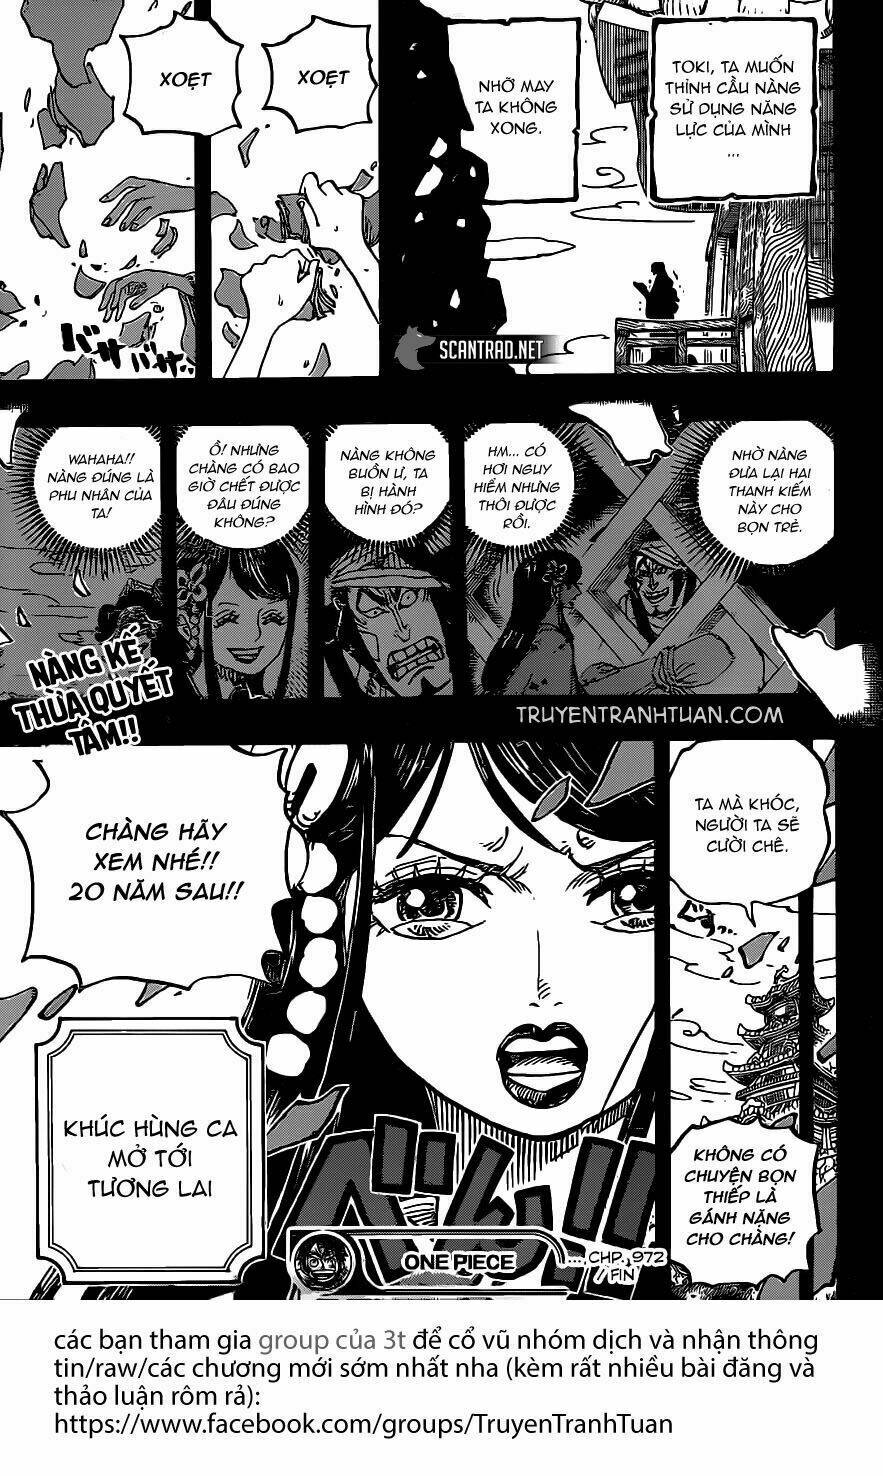 TOKI, TA MUỐN
THỈNH CẦU NÀNG
SỬ DỤNG NĂNG
LỰC CỦA MÌNH
...
NHỠ MAY
TA KHÔNG
XONG.
XOẸT
XOẸT
バサバサッ
SCANTRAD.NET
NHỜ NÀNG
ĐƯA LẠI HAI
THANH KIẾM
NÀY CHO
BỌN TRẺ.
HM... CÓ
HƠI NGUY
HIỂM NHƯNG
THÔI ĐƯỢC
RỒI.
NÀNG KHÔNG
BUỒN Ư, TA
BỊ HÀNH
HÌNH ĐÓ?
Ồ! NHƯNG
CHÀNG CÓ BAO
GIỜ CHẾT ĐƯỢC
ĐÂU ĐÚNG
KHÔNG?
WAHAHA!!
NÀNG ĐÚNG LÀ
PHU NHÂN CỦA
TA!
NÀNG KẾ
THỪA QUYẾT
TÂM!!
TRUYENTRANHTUAN.COM
TA MÀ KHÓC,
NGƯỜI TA SẼ
CƯỜI CHÊ.
KHÔNG CÓ
CHUYỆN BỌN
THIẾP LÀ
GÁNH NẶNG
CHO CHÀNG!
CHÀNG HÃY
XEM NHÉ!!
20 NĂM SAU!!
べん!!
KHÚC HÙNG CA
MỞ TỚI
TƯƠNG LAI
ONE PIECE
.... CHP. 972
/ FIN
các bạn tham gia group của 3t để cổ vũ nhóm dịch và nhận thông
tin/raw/các chương mới sớm nhất nha (kèm rất nhiều bài đăng và
thảo luận rôm rả):
https://www.facebook.com/groups/TruyenTranhTuan